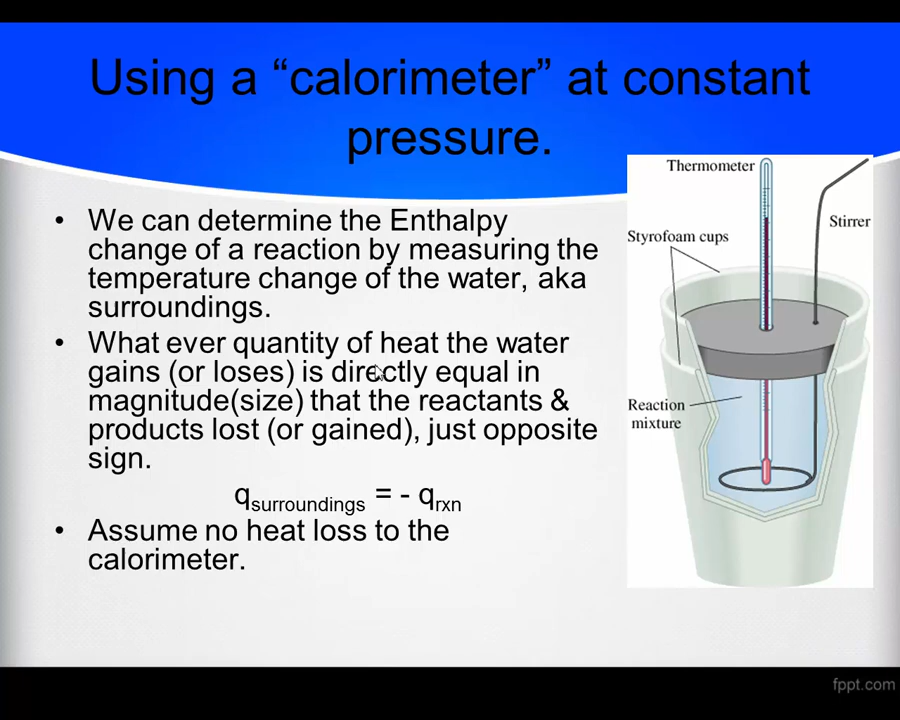 Using a “calorimeter” at constant
pressure.
• We can determine the Enthalpy
change of a reaction by measuring the
temperature change of the water, aka
surroundings.
• What ever quantity of heat the water
gains (or loses) is directly equal in
magnitude(size) that the reactants &
products lost (or gained), just opposite
sign.
qsurroundings = - qrxn
• Assume no heat loss to the
calorimeter.
Thermometer
Stirrer
Styrofoam cups
Reaction
mixture
fppt.com